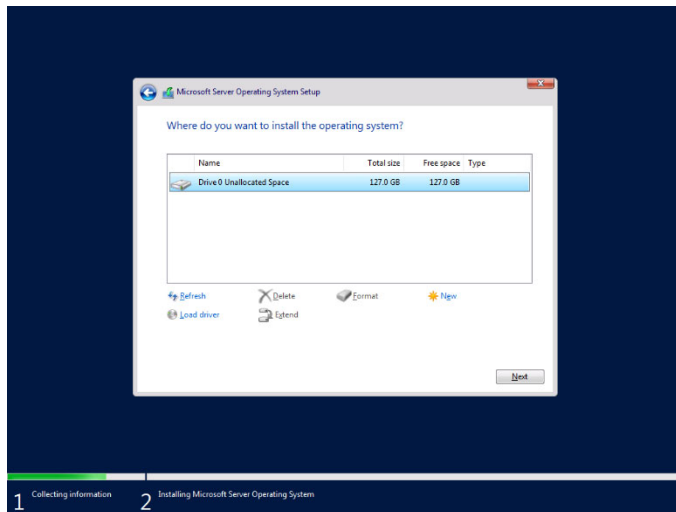 Microsoft Server Operating System Setup
Where do you want to install the operating system?
Name Total size Free space Type
Drive 0 Unallocated Space 127.0 GB 127.0 GB
Refresh Delete Format New
Load driver Extend
Next
1 Collecting information 2 Installing Microsoft Server Operating System